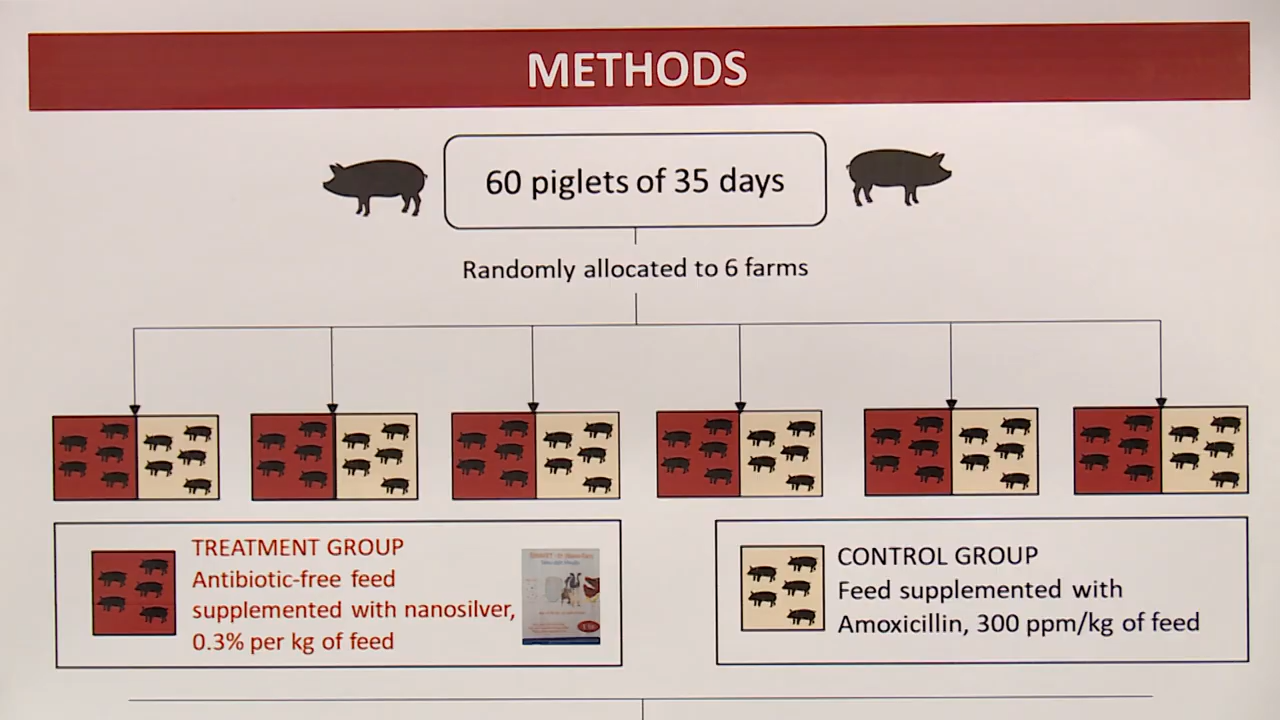 METHODS
60 piglets of 35 days
Randomly allocated to 6 farms
TREATMENT GROUP
Antibiotic-free feed
supplemented with nanosilver,
0.3% per kg of feed
CONTROL GROUP
Feed supplemented with
Amoxicillin, 300 ppm/kg of feed